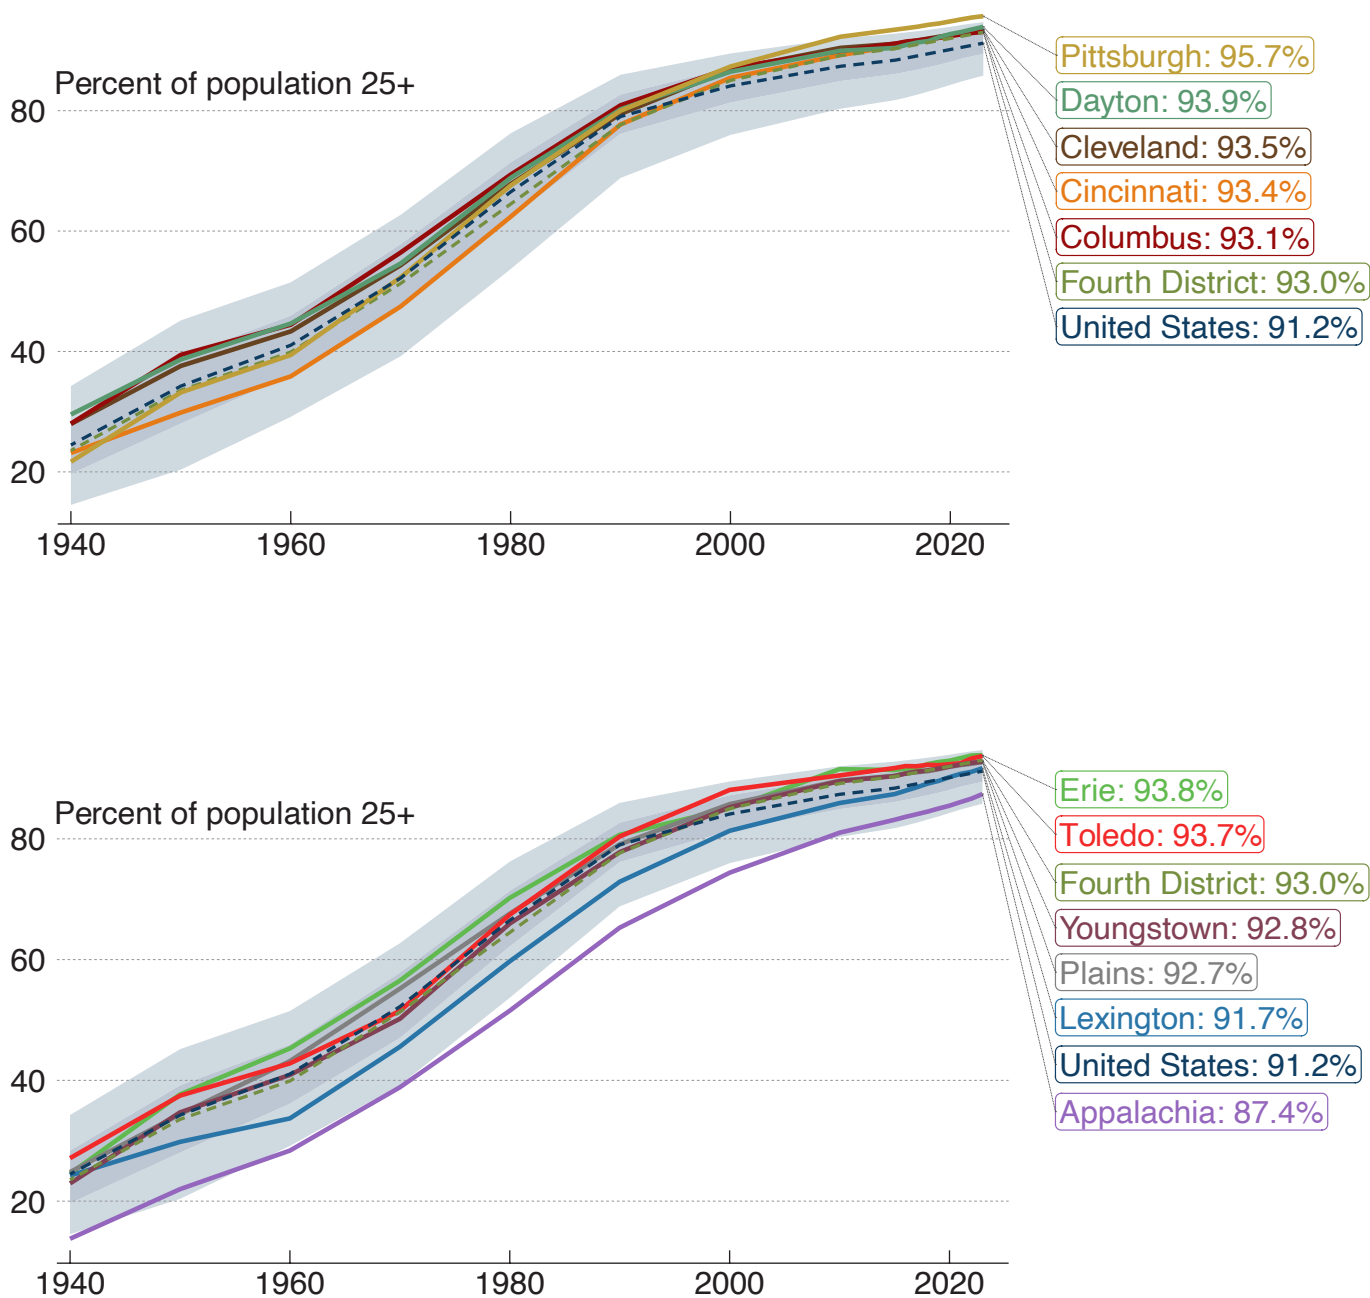 Percent of population 25+
80
60
40
20
1940 1960 1980 2000 2020
Pittsburgh: 95.7%
Dayton: 93.9%
Cleveland: 93.5%
Cincinnati: 93.4%
Columbus: 93.1%
Fourth District: 93.0%
United States: 91.2%
Percent of population 25+
80
60
40
20
1940 1960 1980 2000 2020
Erie: 93.8%
Toledo: 93.7%
Fourth District: 93.0%
Youngstown: 92.8%
Plains: 92.7%
Lexington: 91.7%
United States: 91.2%
Appalachia: 87.4%